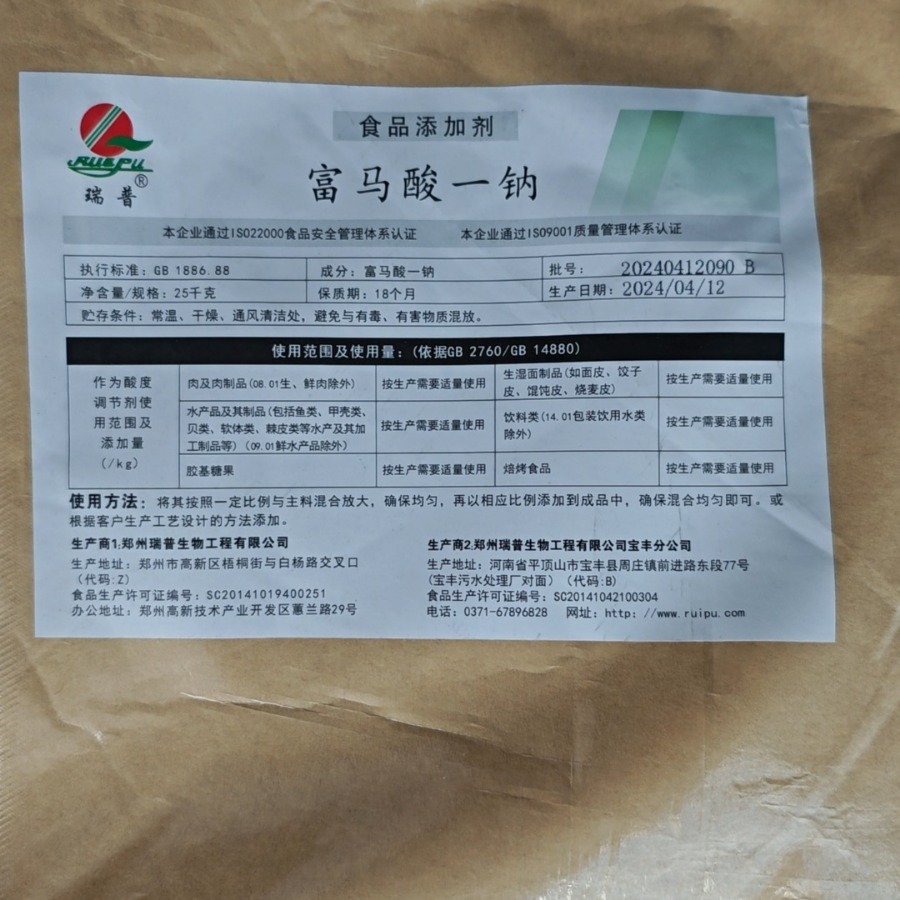 食品添加剂
RUIPU
®
瑞普
富马酸一钠
本企业通过ISO22000食品安全管理体系认证 本企业通过ISO9001质量管理体系认证
执行标准：GB 1886.88 成分：富马酸一钠 批号： 20240412090 B
净含量/规格：25千克 保质期：18个月 生产日期：2024/04/12
贮存条件：常温、干燥、通风清洁处，避免与有毒、有害物质混放。
使用范围及使用量：(依据GB 2760/GB 14880)
作为酸度
调节剂使
用范围及
添加量
(/kg)
肉及肉制品(08.01生、鲜肉除外) 按生产需要适量使用
生湿面制品(如面皮、饺子
皮、馄饨皮、烧麦皮) 按生产需要适量使用
水产品及其制品(包括鱼类、甲壳类、
贝类、软体类、棘皮类等水产及其加
工制品等)(09.01鲜水产品除外) 按生产需要适量使用
饮料类(14.01包装饮用水类
除外) 按生产需要适量使用
胶基糖果 按生产需要适量使用 焙烤食品 按生产需要适量使用
使用方法：将其按照一定比例与主料混合放大，确保均匀，再以相应比例添加到成品中，确保混合均匀即可。或
根据客户生产工艺设计的方法添加。
生产商1:郑州瑞普生物工程有限公司
生产地址：郑州市高新区梧桐街与白杨路交叉口
(代码:Z)
食品生产许可证编号：SC20141019400251
办公地址：郑州高新技术产业开发区蕙兰路29号
生产商2:郑州瑞普生物工程有限公司宝丰分公司
生产地址：河南省平顶山市宝丰县周庄镇前进路东段77号
(宝丰污水处理厂对面)(代码:B)
食品生产许可证编号：SC20141042100304
电话：0371-67896828 网址：http：//www.ruipu.com